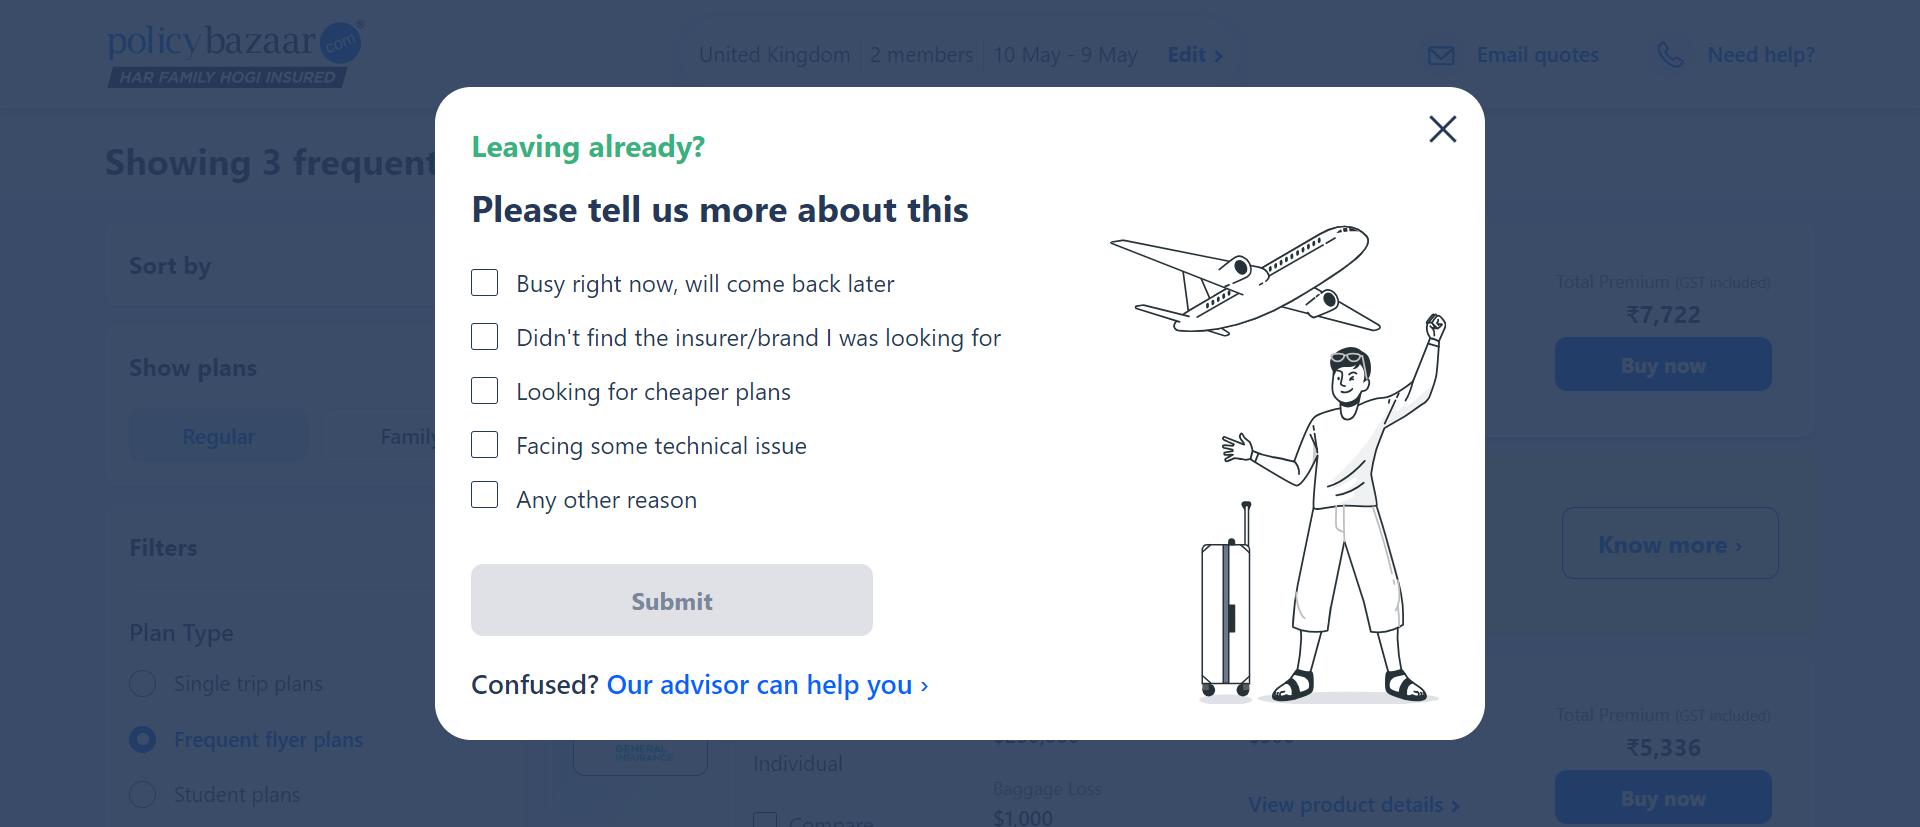 policybazaar com
HAR FAMILY HOGI INSURED
United Kingdom 2 members 10 May - 9 May Edit ›
Email quotes
Need help?
Showing 3 frequent
Sort by
Show plans
Regular
Family
Filters
Plan Type
Single trip plans
Frequent flyer plans
Student plans
Leaving already?
Please tell us more about this
Busy right now, will come back later
Didn't find the insurer/brand I was looking for
Looking for cheaper plans
Facing some technical issue
Any other reason
Submit
Confused? Our advisor can help you ›
Total Premium (GST included)
₹7,722
Buy now
Know more ›
GENERAL
INSURANCE
Individual
Compare
Baggage Loss
$1,000
View product details ›
Total Premium (GST included)
₹5,336
Buy now